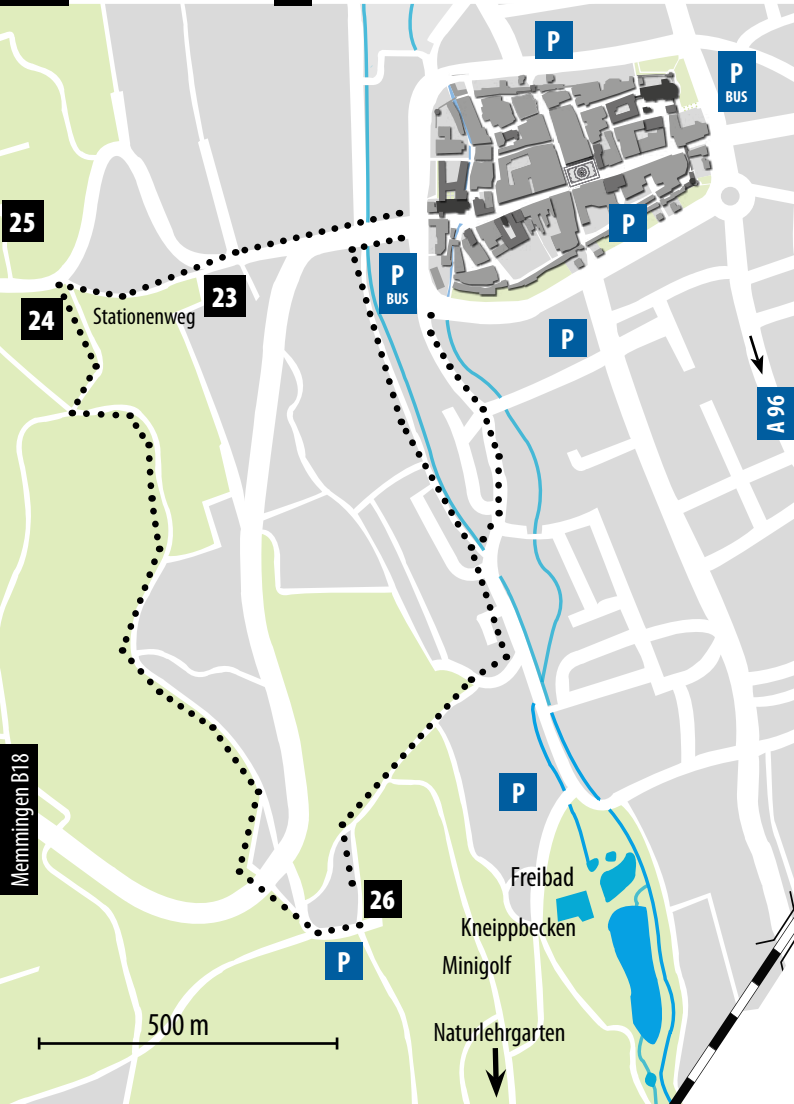 P
P
BUS
25
P
P
BUS
23
24
Stationenweg
P
A 96
Memmingen B18
P
Freibad
26
Kneippbecken
P
Minigolf
500 m
Naturlehrgarten